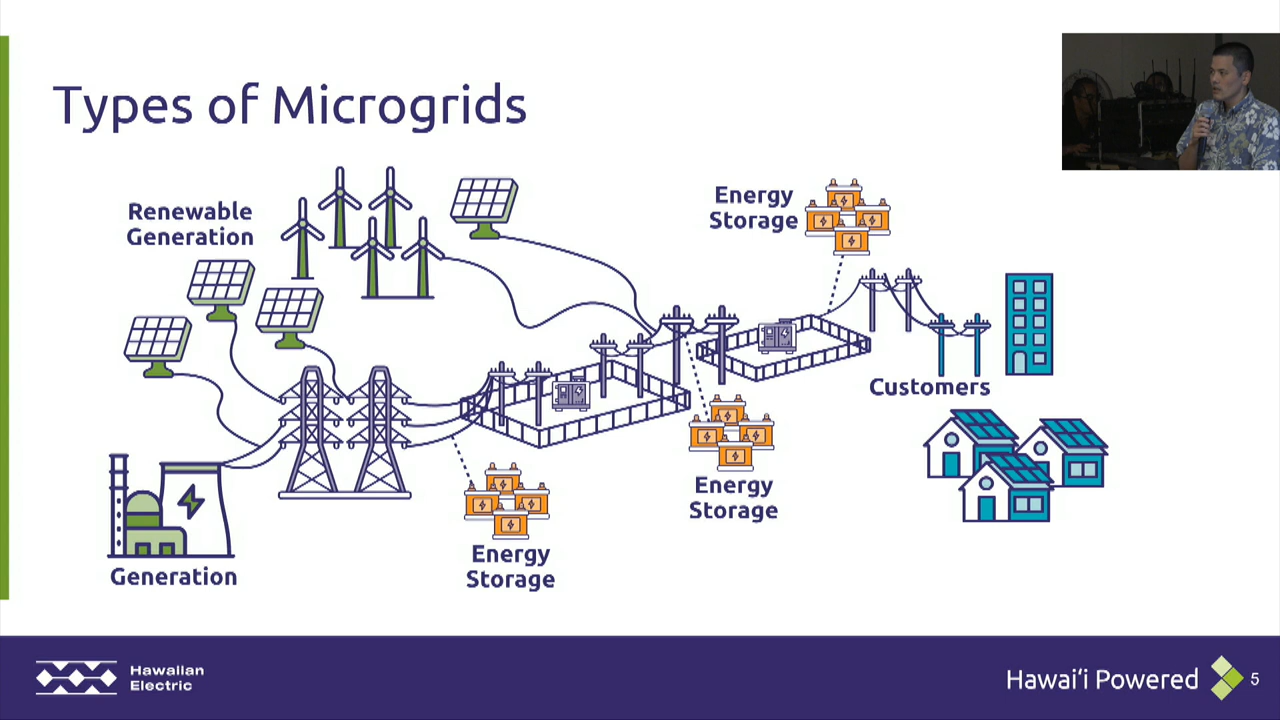 Types of Microgrids
Renewable
Generation
Energy
Storage
Customers
Energy
Storage
Energy
Storage
Generation
Hawaiian
Electric
Hawai‘i Powered
5